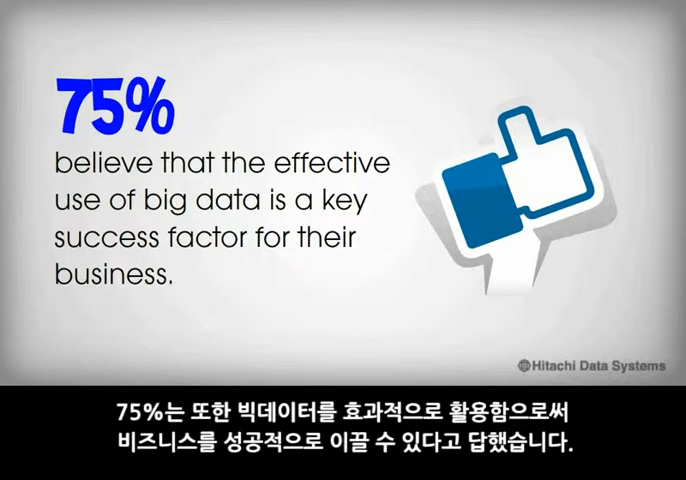 75%
believe that the effective
use of big data is a key
success factor for their
business.
Hitachi Data Systems
75%는 또한 빅데이터를 효과적으로 활용함으로써
비즈니스를 성공적으로 이끌 수 있다고 답했습니다.